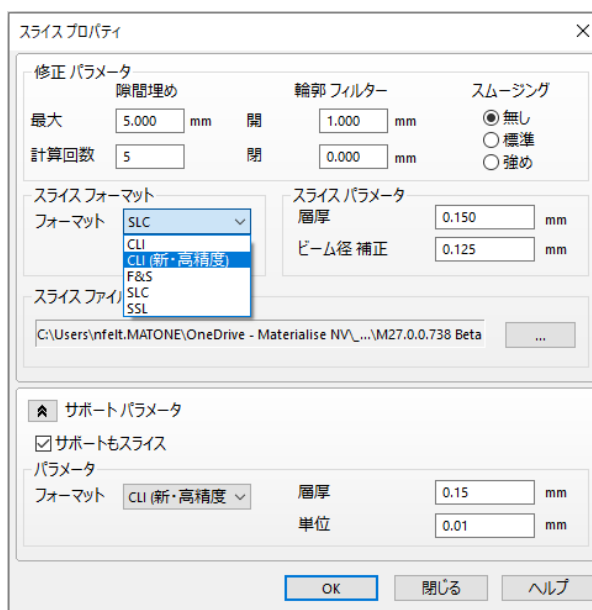 スライス プロパティ
修正 パラメータ
隙間埋め 輪郭 フィルター スムージング
最大 5.000 mm 開 1.000 mm 無し
標準
計算回数 5 閉 0.000 mm 強め
スライス フォーマット スライス パラメータ
フォーマット SLC 層厚 0.150 mm
CLI
CLI (新・高精度) ビーム径 補正 0.125 mm
F&S
SLC
SSL
スライス ファイル
C:\Users\nfelt.MATONE\OneDrive - Materialise NV\_...\M27.0.0.738 Beta ...
サポート パラメータ
サポートもスライス
パラメータ
フォーマット CLI (新・高精度 層厚 0.15 mm
単位 0.01 mm
OK 閉じる ヘルプ